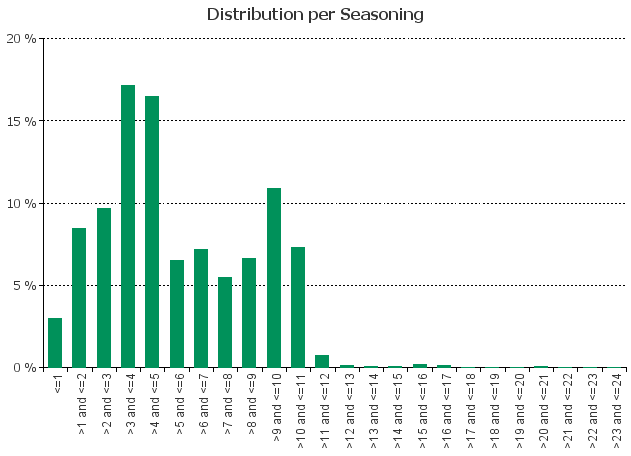 Distribution per Seasoning
20 %
15 %
10 %
5 %
0 %
<=1
>1 and <=2
>2 and <=3
>3 and <=4
>4 and <=5
>5 and <=6
>6 and <=7
>7 and <=8
>8 and <=9
>9 and <=10
>10 and <=11
>11 and <=12
>12 and <=13
>13 and <=14
>14 and <=15
>15 and <=16
>16 and <=17
>17 and <=18
>18 and <=19
>19 and <=20
>20 and <=21
>21 and <=22
>22 and <=23
>23 and <=24